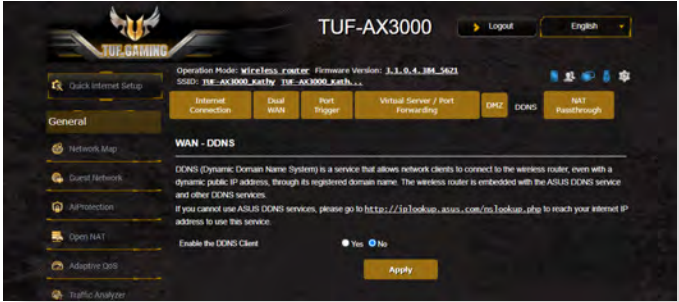 TUF GAMING
TUF-AX3000
Logout
English
Quick Internet Setup
General
Network Map
Guest Network
AiProtection
Open NAT
Adaptive QoS
Traffic Analyzer
Operation Mode: Wireless router Firmware Version: 3.1.0.4.384_5621
SSID: TUF-AX3000_Kathy TUF-AX3000_Kath...
Internet Connection
Dual WAN
Port Trigger
Virtual Server / Port Forwarding
DMZ
DDNS
NAT Passthrough
WAN - DDNS
DDNS (Dynamic Domain Name System) is a service that allows network clients to connect to the wireless router, even with a
dynamic public IP address, through its registered domain name. The wireless router is embedded with the ASUS DDNS service
and other DDNS services.
If you cannot use ASUS DDNS services, please go to http://iplookup.asus.com/nslookup.php to reach your internet IP
address to use this service.
Enable the DDNS Client
Yes No
Apply